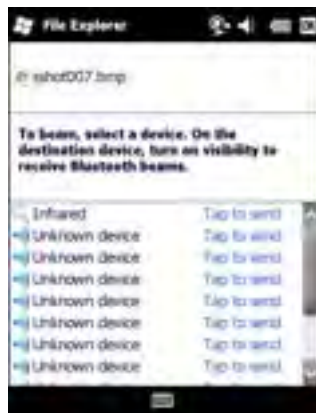 File Explorer
sshot007.bmp
To beam, select a device. On the
destination device, turn on visibility to
receive Bluetooth beams.
Infrared Tap to send
Unknown device Tap to send
Unknown device Tap to send
Unknown device Tap to send
Unknown device Tap to send
Unknown device Tap to send
Unknown device Tap to send
Unknown device Tap to send